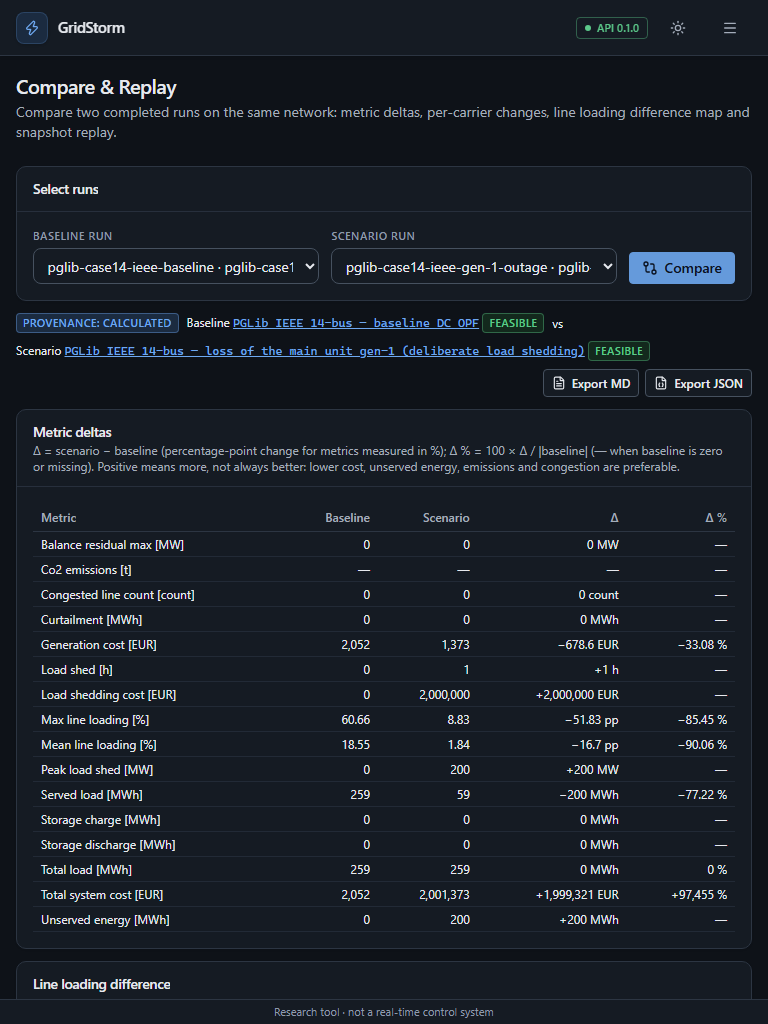 GridStorm
API 0.1.0
Compare & Replay
Compare two completed runs on the same network: metric deltas, per-carrier changes, line loading difference map and
snapshot replay.
Select runs
BASELINE RUN SCENARIO RUN
pglib-case14-ieee-baseline · pglib-case1 pglib-case14-ieee-gen-1-outage · pglib- Compare
PROVENANCE: CALCULATED Baseline PGLib IEEE 14-bus — baseline DC OPF FEASIBLE vs
Scenario PGLib IEEE 14-bus — loss of the main unit gen-1 (deliberate load shedding) FEASIBLE
Export MD Export JSON
Metric deltas
Δ = scenario − baseline (percentage-point change for metrics measured in %); Δ % = 100 × Δ / |baseline| (— when baseline is zero
or missing). Positive means more, not always better: lower cost, unserved energy, emissions and congestion are preferable.
Metric Baseline Scenario Δ Δ %
Balance residual max [MW] 0 0 0 MW —
Co2 emissions [t] — — — —
Congested line count [count] 0 0 0 count —
Curtailment [MWh] 0 0 0 MWh —
Generation cost [EUR] 2,052 1,373 −678.6 EUR −33.08 %
Load shed [h] 0 1 +1 h —
Load shedding cost [EUR] 0 2,000,000 +2,000,000 EUR —
Max line loading [%] 60.66 8.83 −51.83 pp −85.45 %
Mean line loading [%] 18.55 1.84 −16.7 pp −90.06 %
Peak load shed [MW] 0 200 +200 MW —
Served load [MWh] 259 59 −200 MWh −77.22 %
Storage charge [MWh] 0 0 0 MWh —
Storage discharge [MWh] 0 0 0 MWh —
Total load [MWh] 259 259 0 MWh 0 %
Total system cost [EUR] 2,052 2,001,373 +1,999,321 EUR +97,455 %
Unserved energy [MWh] 0 200 +200 MWh —
Line loading difference
Research tool · not a real-time control system